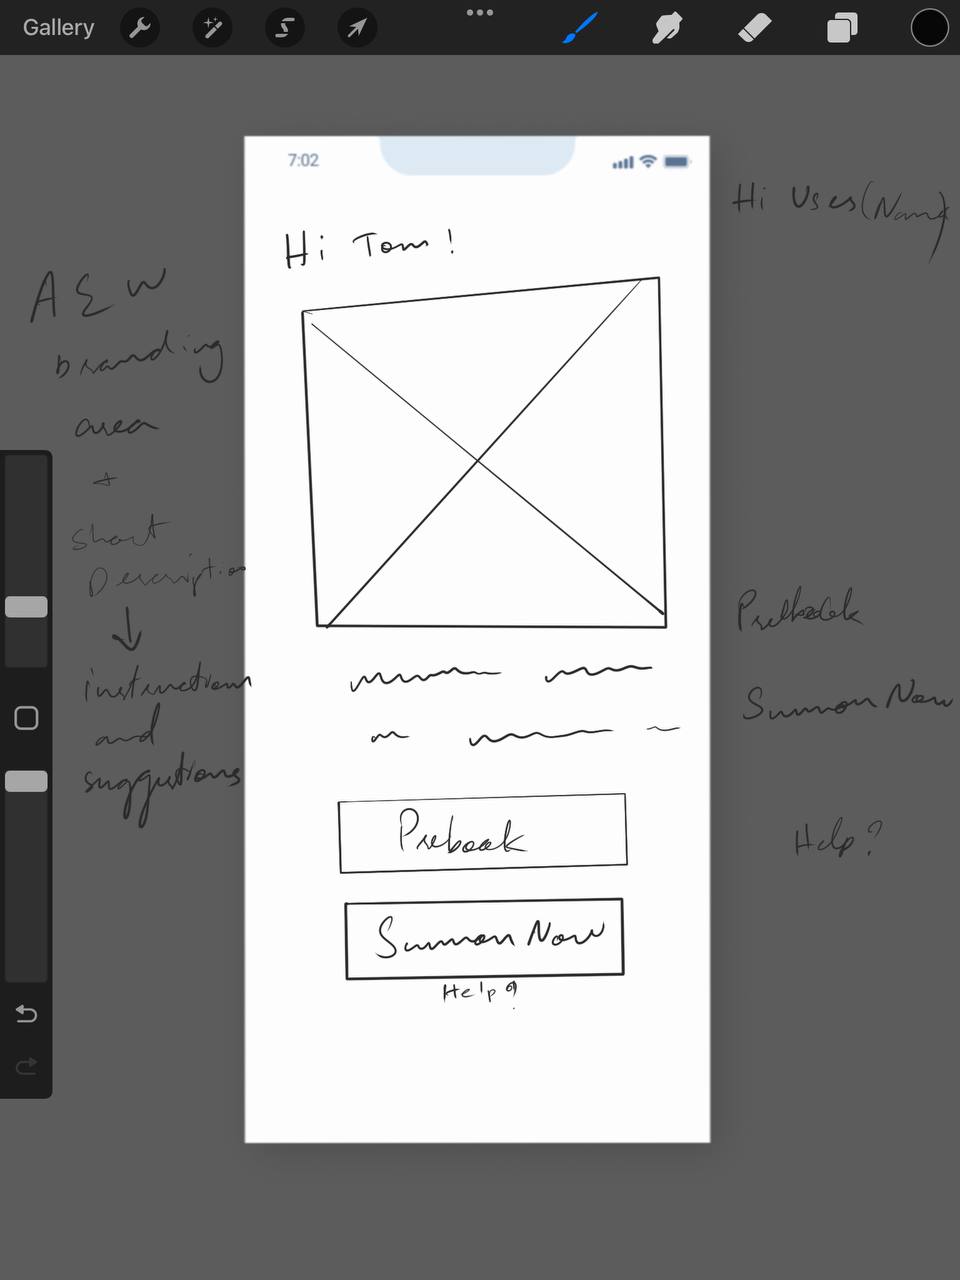 Gallery
7:02
Hi Tom!
Prebook
Summon Now
Help?
A & W
branding
area
+
short
Description
↓
instructions
and
suggestions
Hi User (Name)
Prebook
Summon Now
Help?